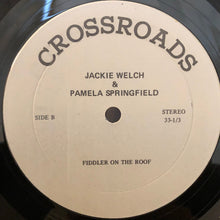 CROSSROADS
JACKIE WELCH
&
PAMELA SPRINGFIELD
SIDE B
STEREO
33-1/3
FIDDLER ON THE ROOF